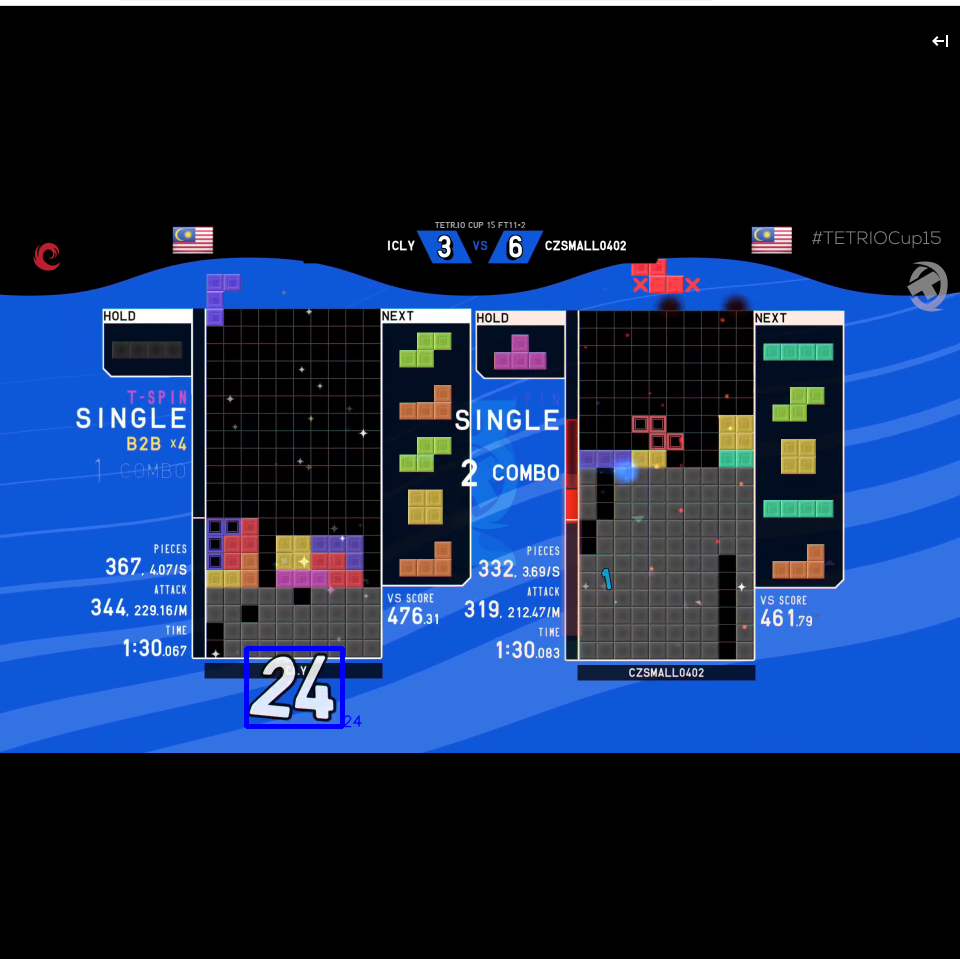 TETR.IO CUP 15 FT11-2
ICLY 3 VS 6 CZSMALL0402
#TETRIOCup15
HOLD
NEXT
T-SPIN
SINGLE
B2B ×4
1 COMBO
PIECES
367, 4.07/S
ATTACK
344, 229.16/M
TIME
1:30.067
VS SCORE
476.31
24
24
HOLD
NEXT
SINGLE
2 COMBO
1
PIECES
332, 3.69/S
ATTACK
319, 212.47/M
TIME
1:30.083
VS SCORE
461.79
CZSMALL0402